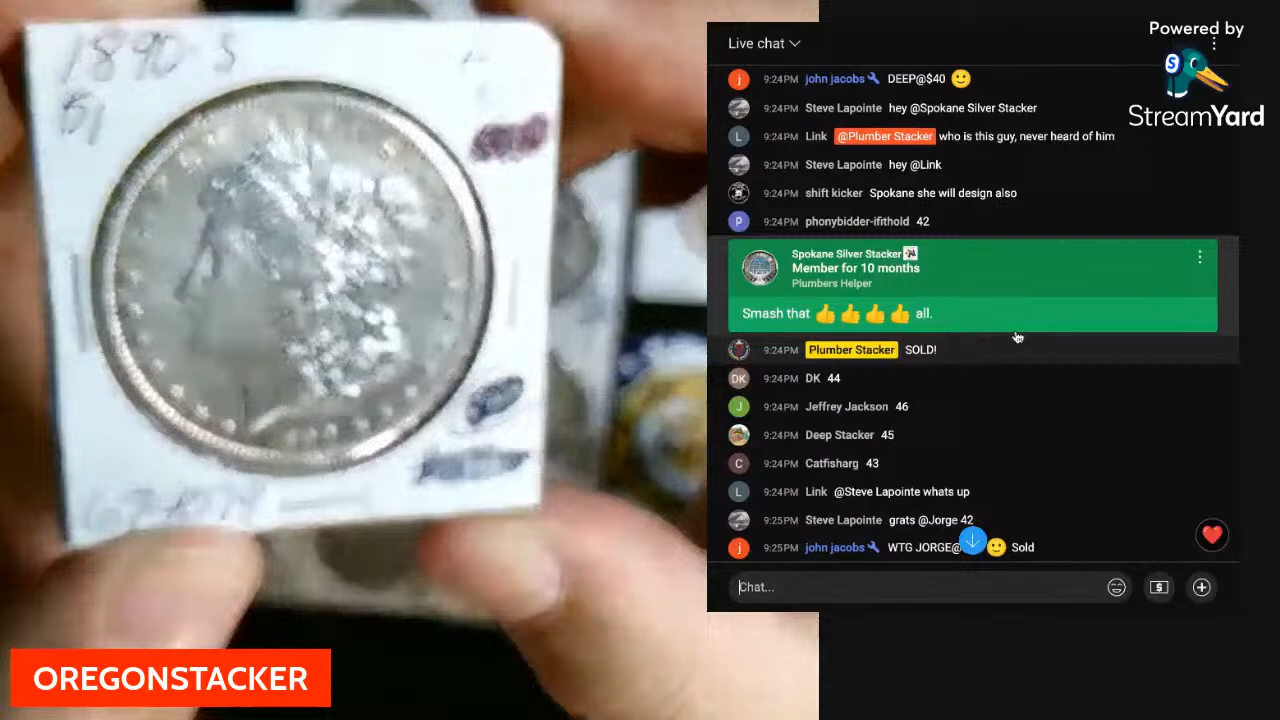 1890-S
Powered by
StreamYard
Live chat
9:24PM john jacobs DEEP@$40 🙂
9:24PM Steve Lapointe hey @Spokane Silver Stacker
9:24PM Link @Plumber Stacker who is this guy, never heard of him
9:24PM Steve Lapointe hey @Link
9:24PM shift kicker Spokane she will design also
P 9:24PM phonybidder-ifithold 42
Spokane Silver Stacker
Member for 10 months
Plumbers Helper
Smash that 👍👍👍👍 all.
9:24PM Plumber Stacker SOLD!
DK 9:24PM DK 44
J 9:24PM Jeffrey Jackson 46
9:24PM Deep Stacker 45
C 9:24PM Catfisharg 43
L 9:24PM Link @Steve Lapointe whats up
9:25PM Steve Lapointe grats @Jorge 42
j 9:25PM john jacobs WTG JORGE@ 🙂 Sold
Chat...
OREGONSTACKER